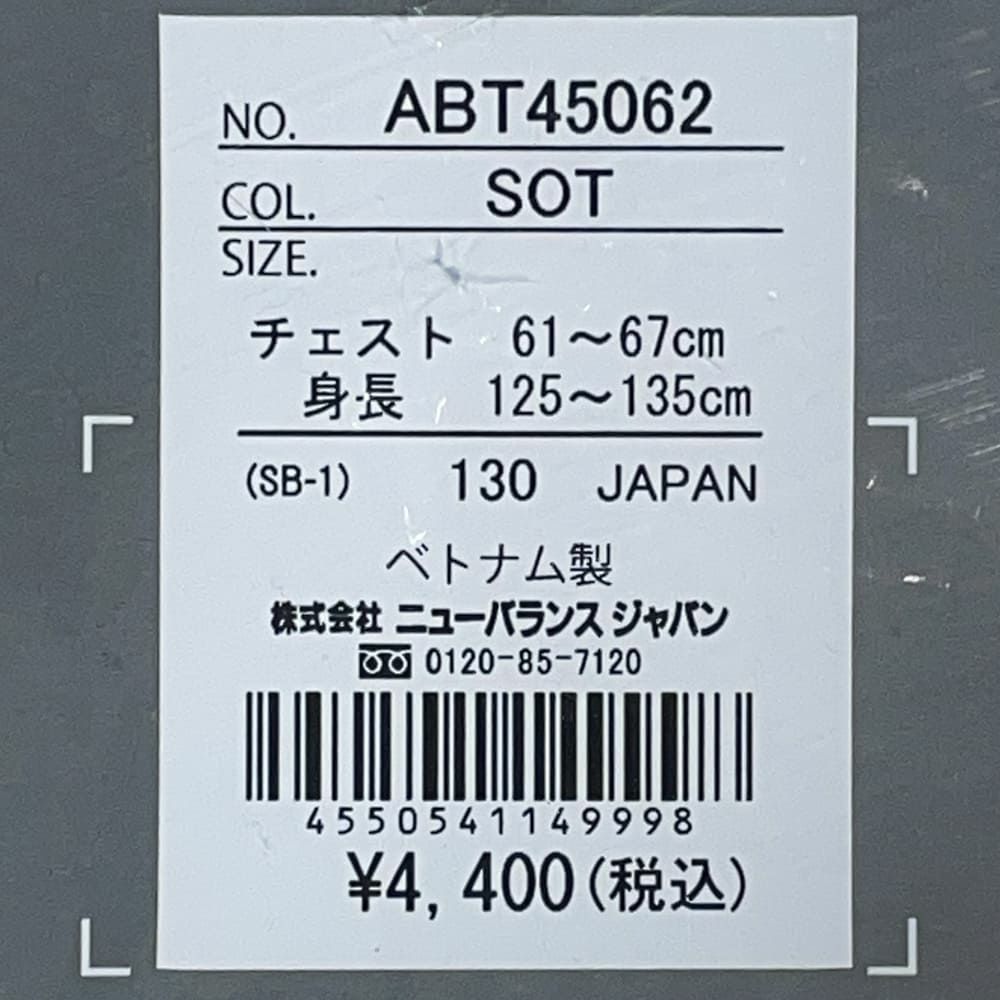 NO. ABT45062
COL. SOT
SIZE.
チェスト 61～67cm
身長 125～135cm
(SB-1) 130 JAPAN
ベトナム製
株式会社 ニューバランス ジャパン
0120-85-7120
4550541149998
¥4,400(税込)